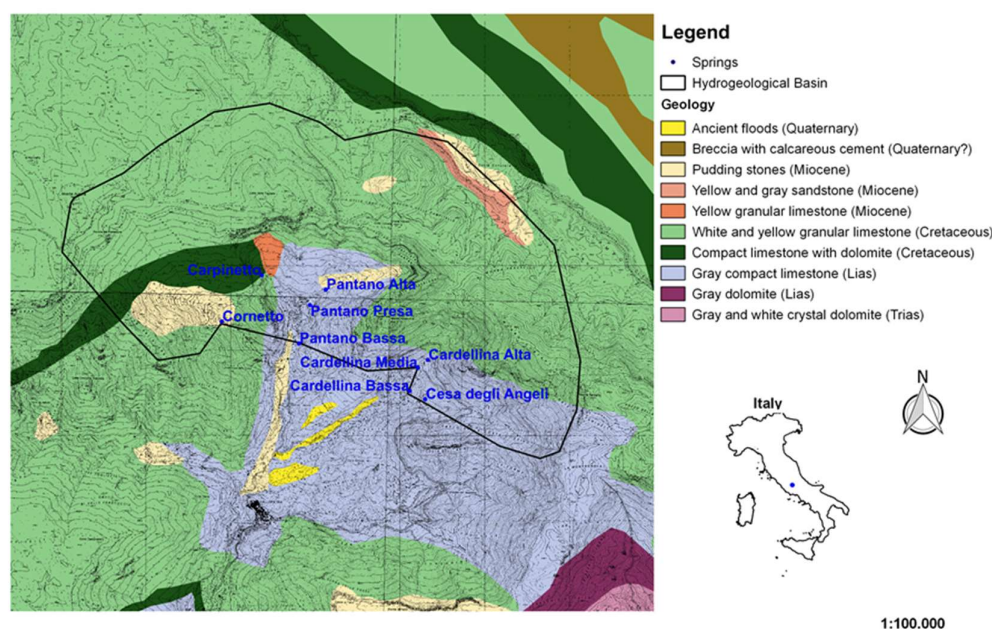 Carpinetto
Pantano Alta
Pantano Presa
Cornetto
Pantano Bassa
Cardellina Alta
Cardellina Media
Cardellina Bassa
Cesa degli Angeli
Legend
Springs
Hydrogeological Basin
Geology
Ancient floods (Quaternary)
Breccia with calcareous cement (Quaternary?)
Pudding stones (Miocene)
Yellow and gray sandstone (Miocene)
Yellow granular limestone (Miocene)
White and yellow granular limestone (Cretaceous)
Compact limestone with dolomite (Cretaceous)
Gray compact limestone (Lias)
Gray dolomite (Lias)
Gray and white crystal dolomite (Trias)
N
Italy
1:100.000